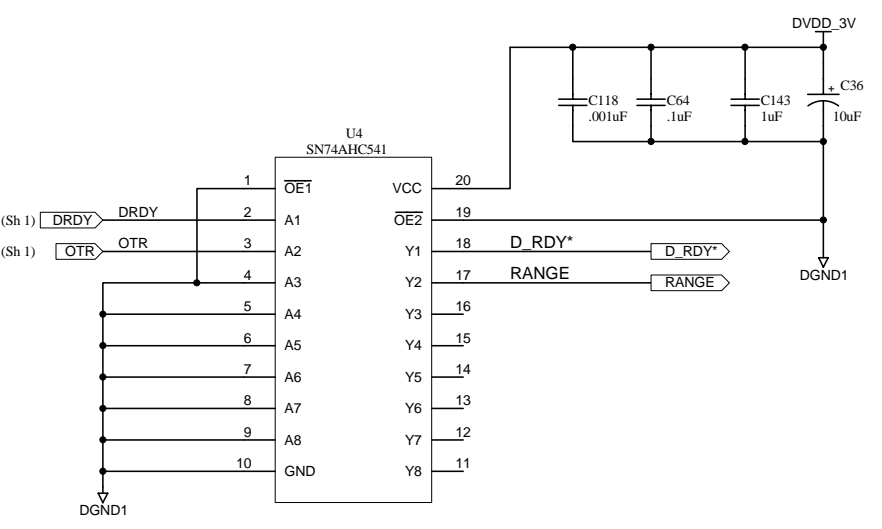 DVDD_3V
C118
.001uF
C64
.1uF
C143
1uF
+
C36
10uF
U4
SN74AHC541
1 OE1 VCC 20
(Sh 1) DRDY DRDY 2 A1 OE2 19
(Sh 1) OTR OTR 3 A2 Y1 18 D_RDY* D_RDY*
4 A3 Y2 17 RANGE RANGE
DGND1
5 A4 Y3 16
6 A5 Y4 15
7 A6 Y5 14
8 A7 Y6 13
9 A8 Y7 12
10 GND Y8 11
DGND1